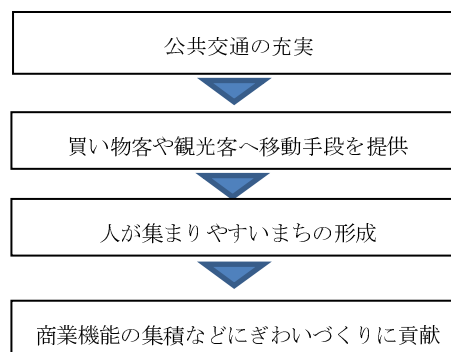 公共交通の充実
買い物客や観光客へ移動手段を提供
人が集まりやすいまちの形成
商業機能の集積などにぎわいづくりに貢献